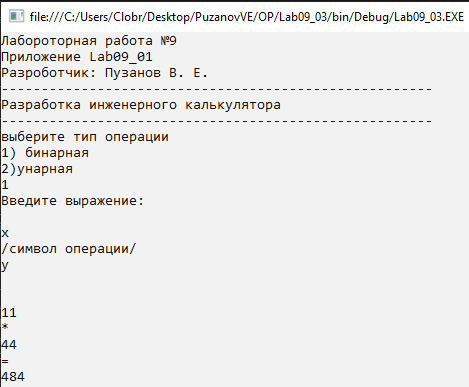 file:///C:/Users/Clobr/Desktop/PuzanovVE/OP/Lab09_03/bin/Debug/Lab09_03.EXE
Лабороторная работа №9
Приложение Lab09_01
Разроботчик: Пузанов В. Е.
------------------------------------------------------
Разработка инженерного калькулятора
------------------------------------------------------
выберите тип операции
1) бинарная
2)унарная
1
Введите выражение:
x
/символ операции/
y
11
*
44
=
484